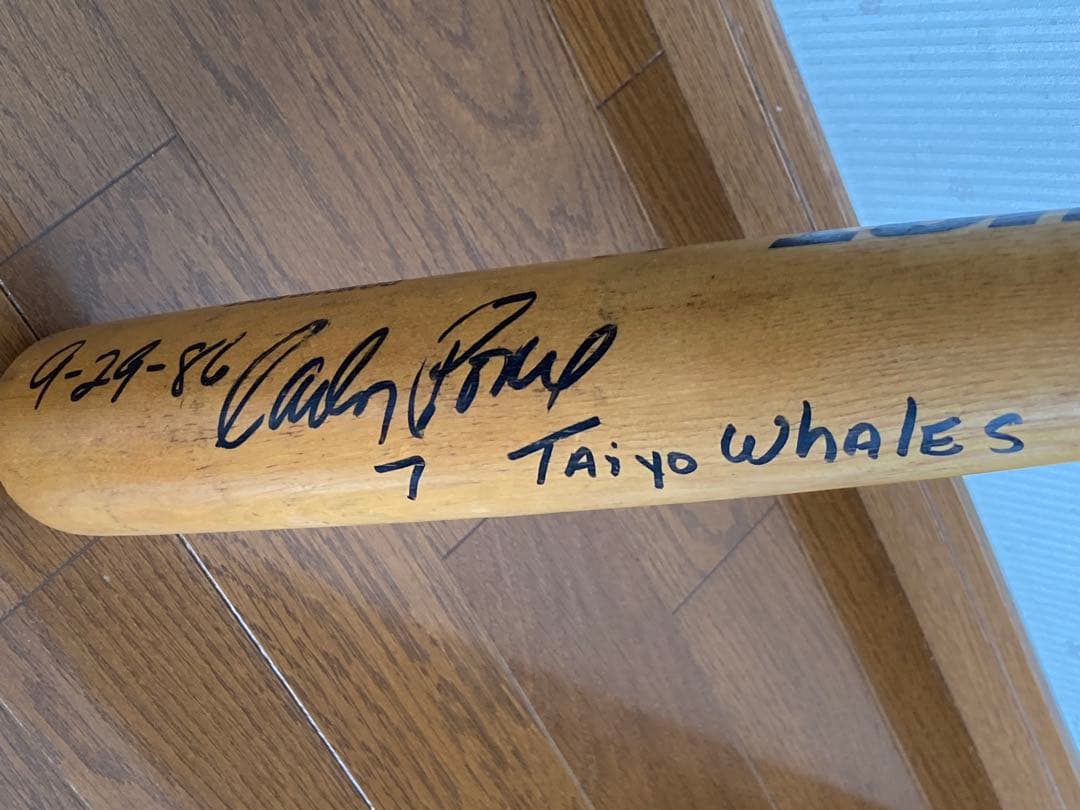 9-29-86 Carlos Ponce
7 TAiyo WhALES